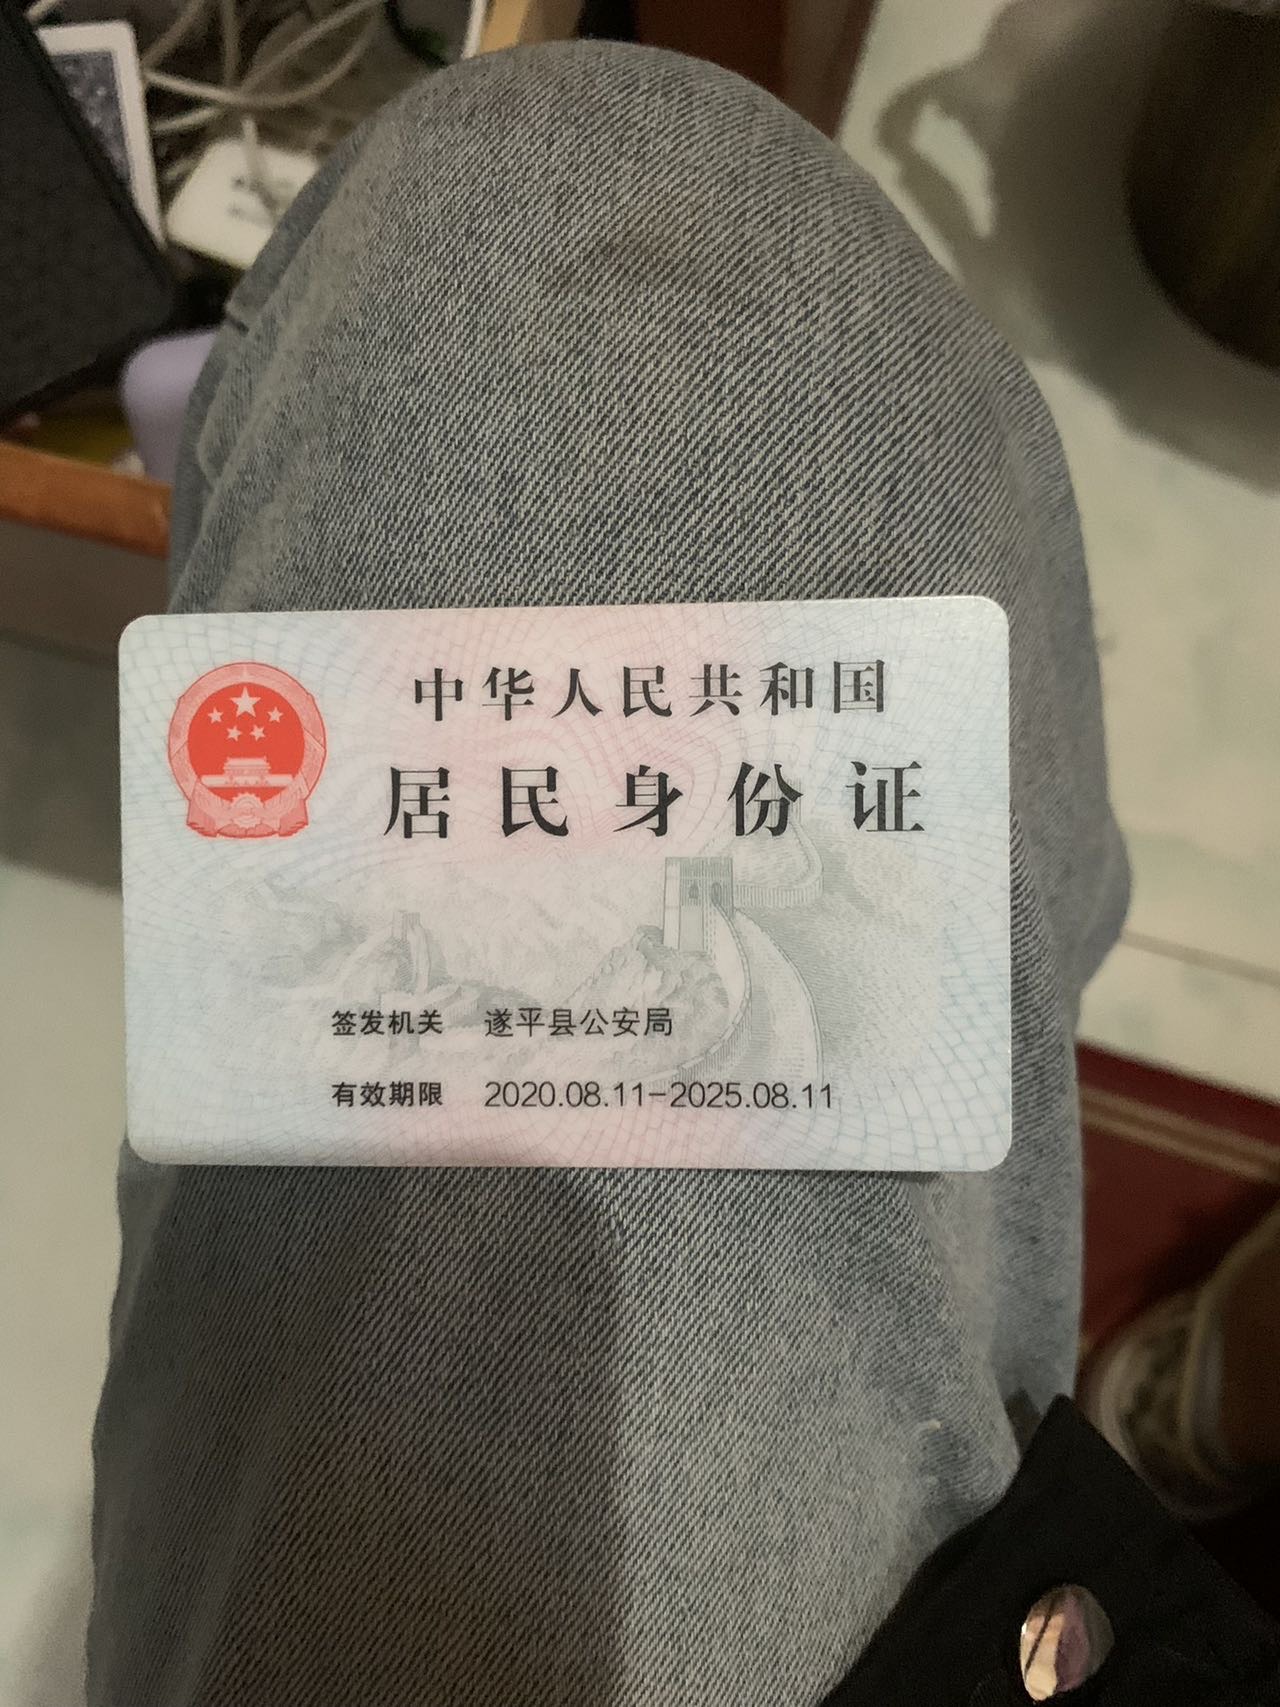 中华人民共和国
居民身份证
签发机关 遂平县公安局
有效期限 2020.08.11-2025.08.11